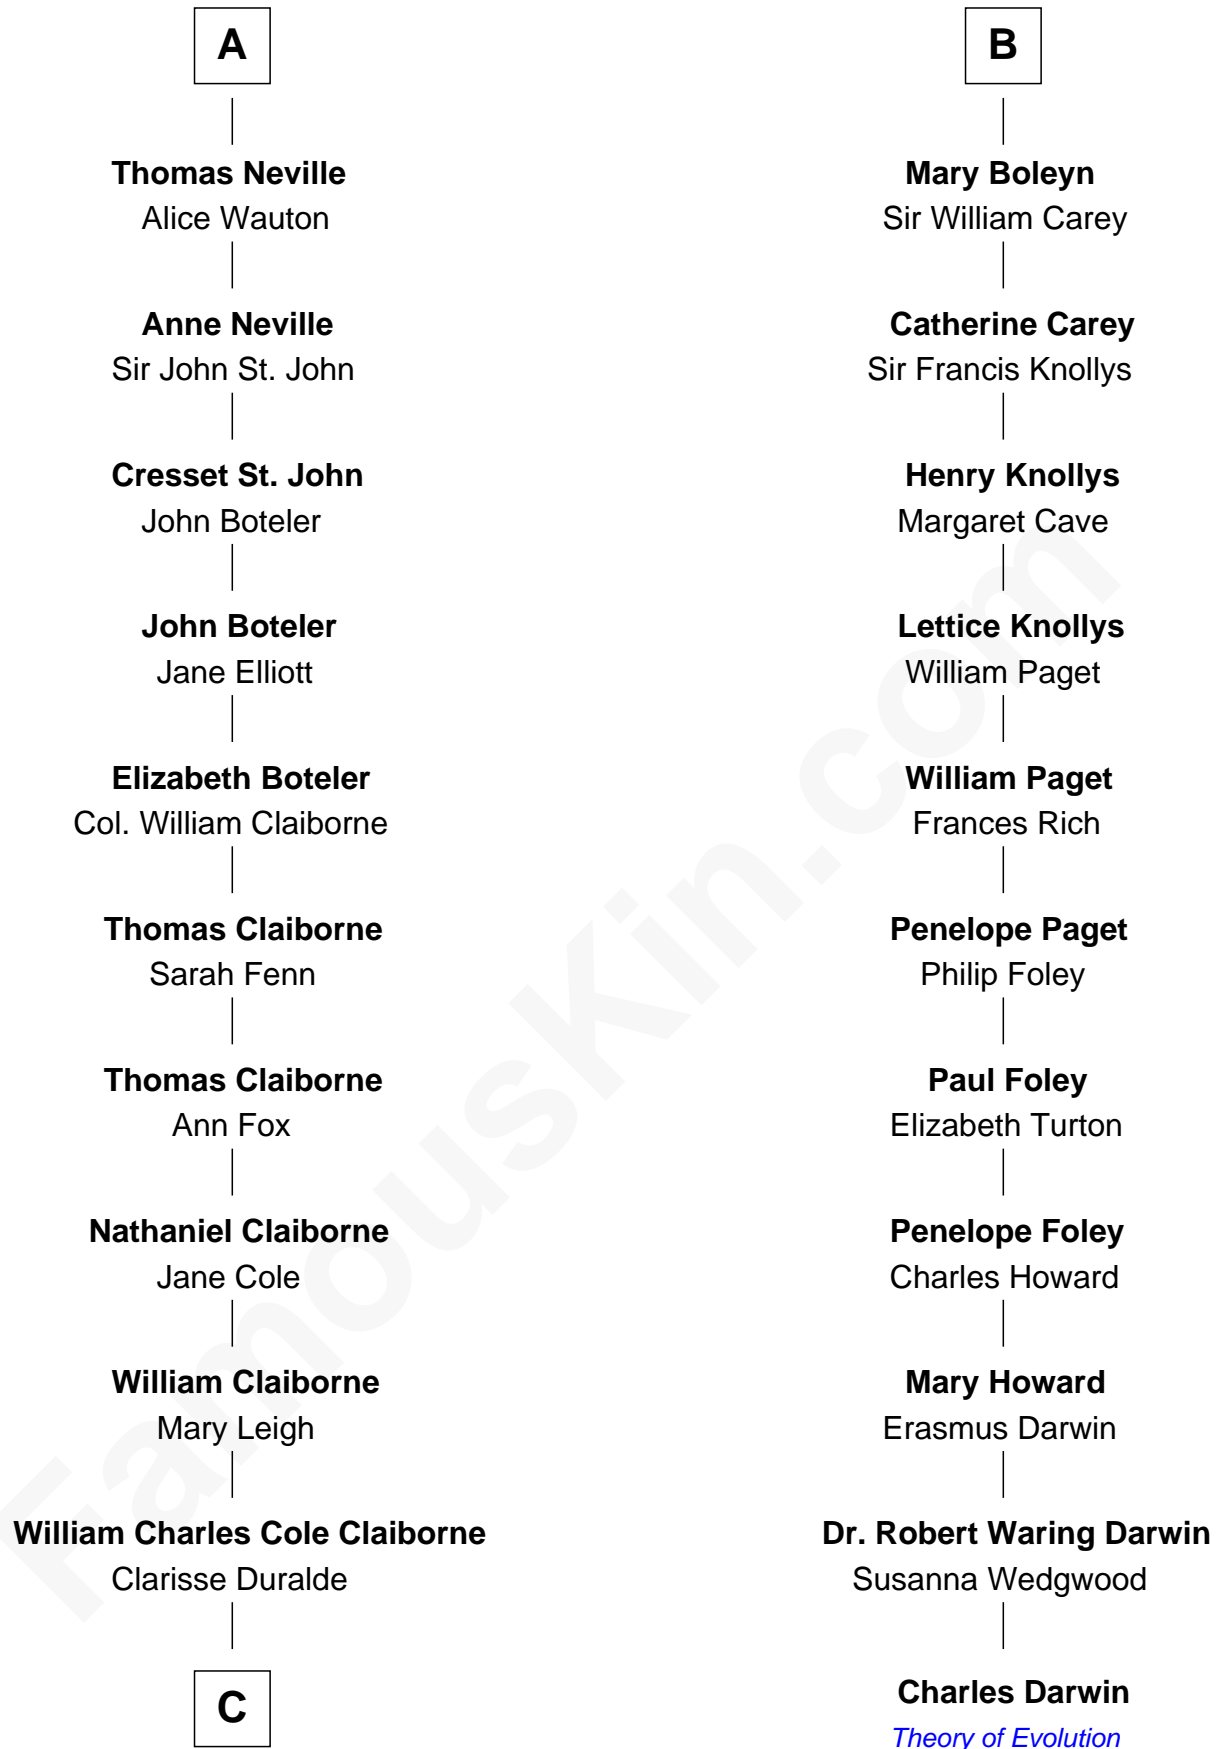 A
Thomas Neville
Alice Wauton
Anne Neville
Sir John St. John
Cresset St. John
John Boteler
John Boteler
Jane Elliott
Elizabeth Boteler
Col. William Claiborne
Thomas Claiborne
Sarah Fenn
Thomas Claiborne
Ann Fox
Nathaniel Claiborne
Jane Cole
William Claiborne
Mary Leigh
William Charles Cole Claiborne
Clarisse Duralde
C
B
Mary Boleyn
Sir William Carey
Catherine Carey
Sir Francis Knollys
Henry Knollys
Margaret Cave
Lettice Knollys
William Paget
William Paget
Frances Rich
Penelope Paget
Philip Foley
Paul Foley
Elizabeth Turton
Penelope Foley
Charles Howard
Mary Howard
Erasmus Darwin
Dr. Robert Waring Darwin
Susanna Wedgwood
Charles Darwin
Theory of Evolution
FamousKin.com